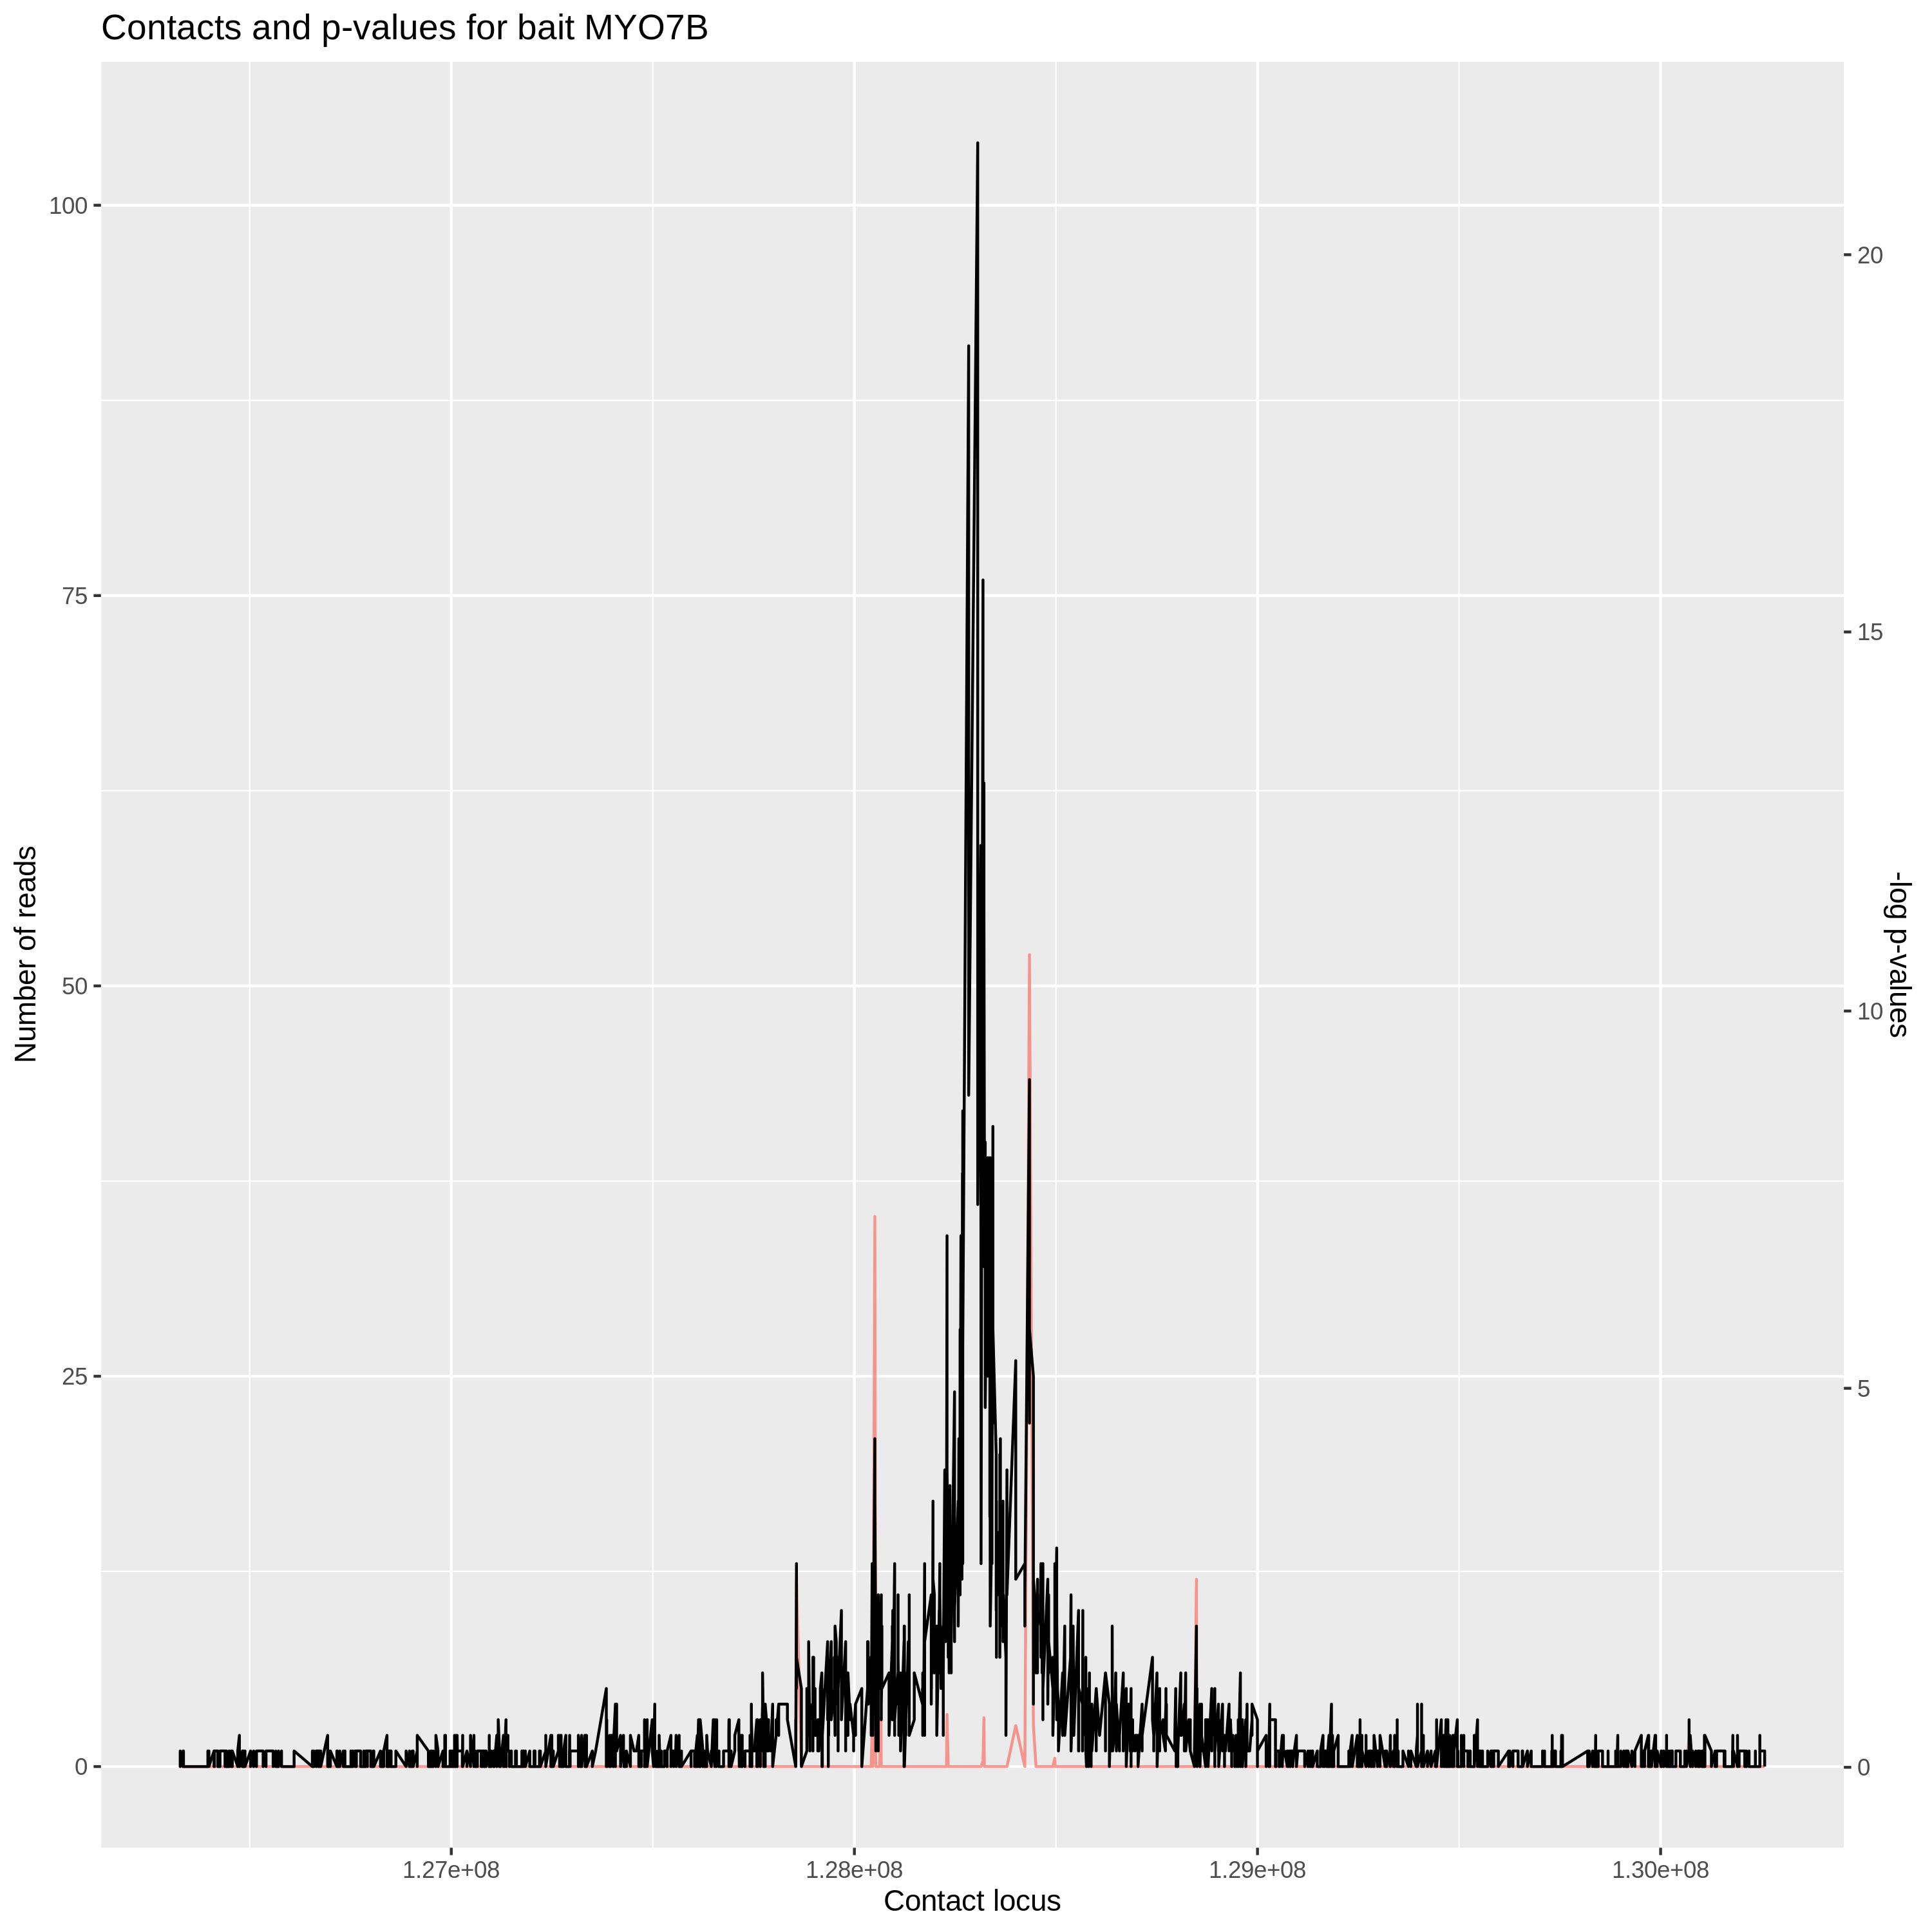 Contacts and p-values for bait MYO7B
100
75
50
25
0
Number of reads
20
15
10
5
0
-log p-values
1.27e+08
1.28e+08
1.29e+08
1.30e+08
Contact locus